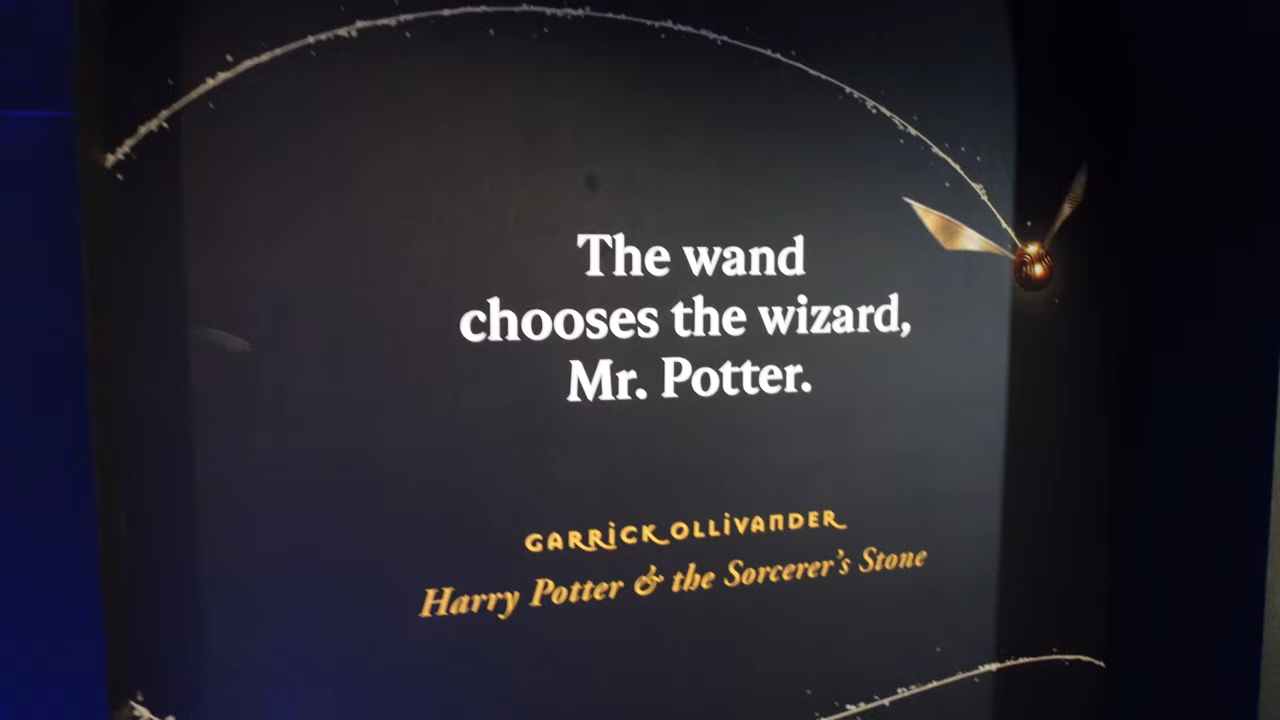 The wand
chooses the wizard,
Mr. Potter.
GARRICK OLLIVANDER
Harry Potter & the Sorcerer's Stone